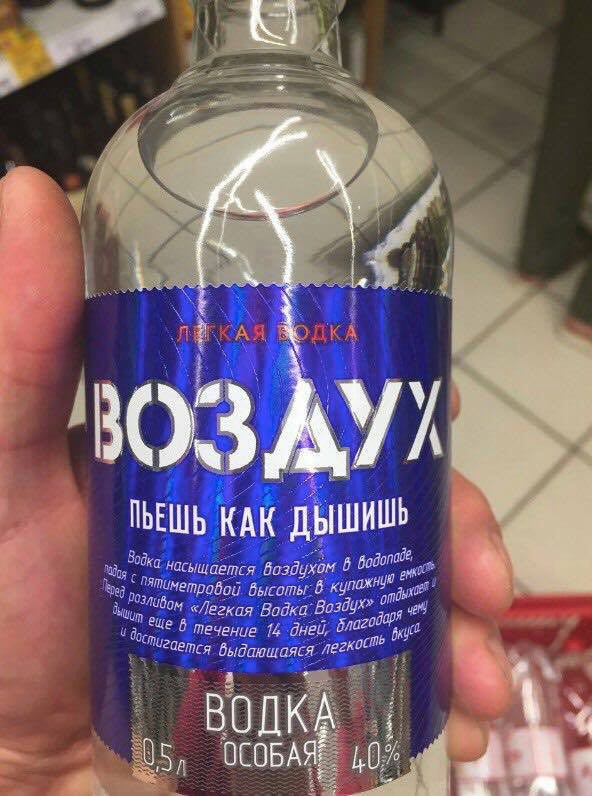 ЛЕГКАЯ ВОДКА
ВОЗДУХ
ПЬЕШЬ КАК ДЫШИШЬ
Водка насыщается воздухом в водопаде,
падая с пятиметровой высоты в купажную емкость.
Перед розливом «Легкая Водка Воздух» отдыхает и
дышит еще в течение 14 дней, благодаря чему
и достигается выдающаяся легкость вкуса
ВОДКА
ОСОБАЯ
0,5л 40%